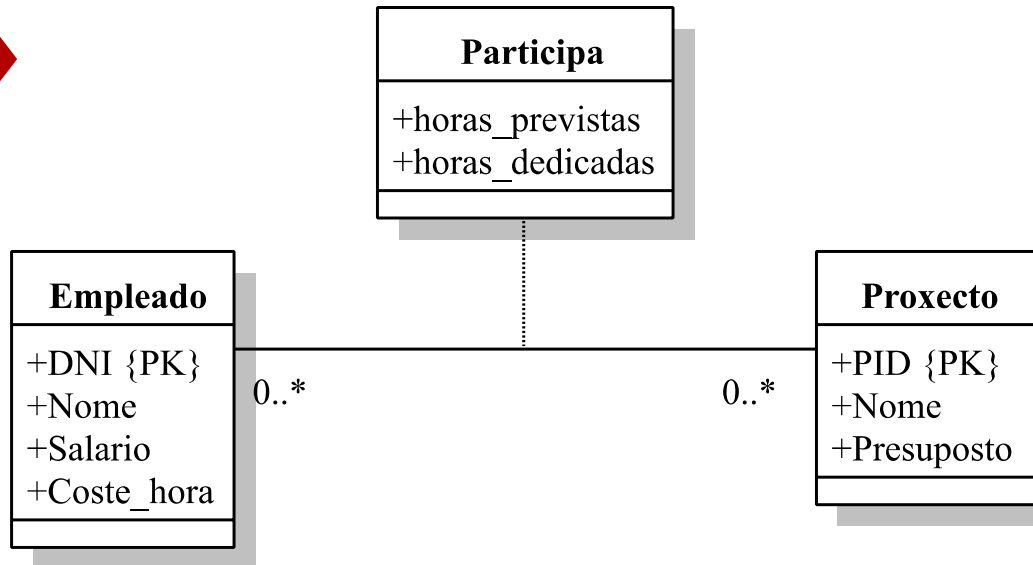 Participa
+horas_previstas
+horas_dedicadas
Empleado
+DNI {PK}
+Nome
+Salario
+Coste_hora
0..*
0..*
Proxecto
+PID {PK}
+Nome
+Presuposto